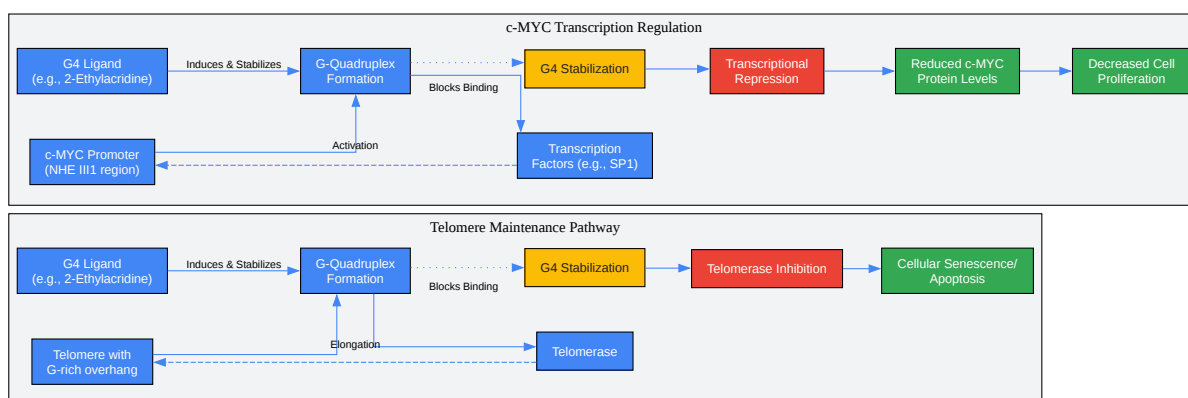 c-MYC Transcription Regulation
G4 Ligand
(e.g., 2-Ethylacridine)
Induces & Stabilizes
G-Quadruplex
Formation
Blocks Binding
G4 Stabilization
Transcriptional
Repression
Reduced c-MYC
Protein Levels
Decreased Cell
Proliferation
c-MYC Promoter
(NHE III1 region)
Activation
Transcription
Factors (e.g., SP1)
Telomere Maintenance Pathway
G4 Ligand
(e.g., 2-Ethylacridine)
Induces & Stabilizes
G-Quadruplex
Formation
Blocks Binding
G4 Stabilization
Telomerase Inhibition
Cellular Senescence/
Apoptosis
Telomere with
G-rich overhang
Elongation
Telomerase